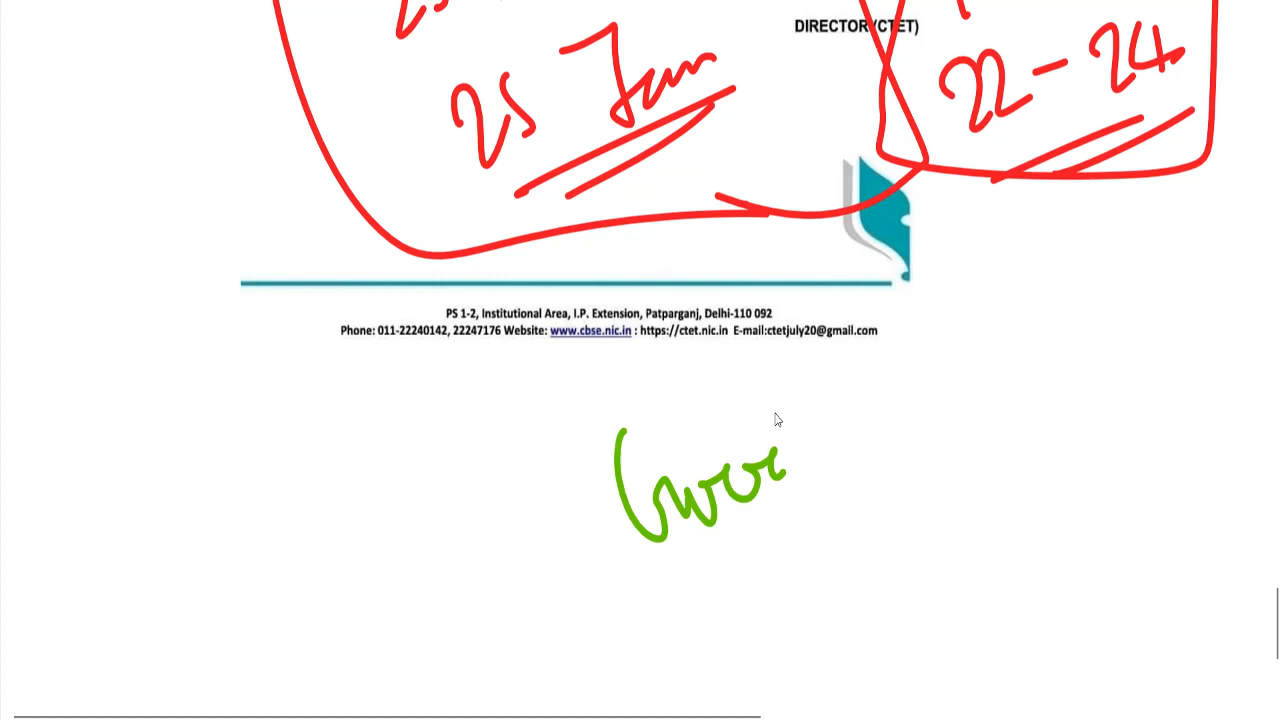 DIRECTOR (CTET)
25 Jan
22-24
PS 1-2, Institutional Area, I.P. Extension, Patparganj, Delhi-110 092
Phone: 011-22240142, 22247176 Website: www.cbse.nic.in : https://ctet.nic.in E-mail:ctetjuly20@gmail.com